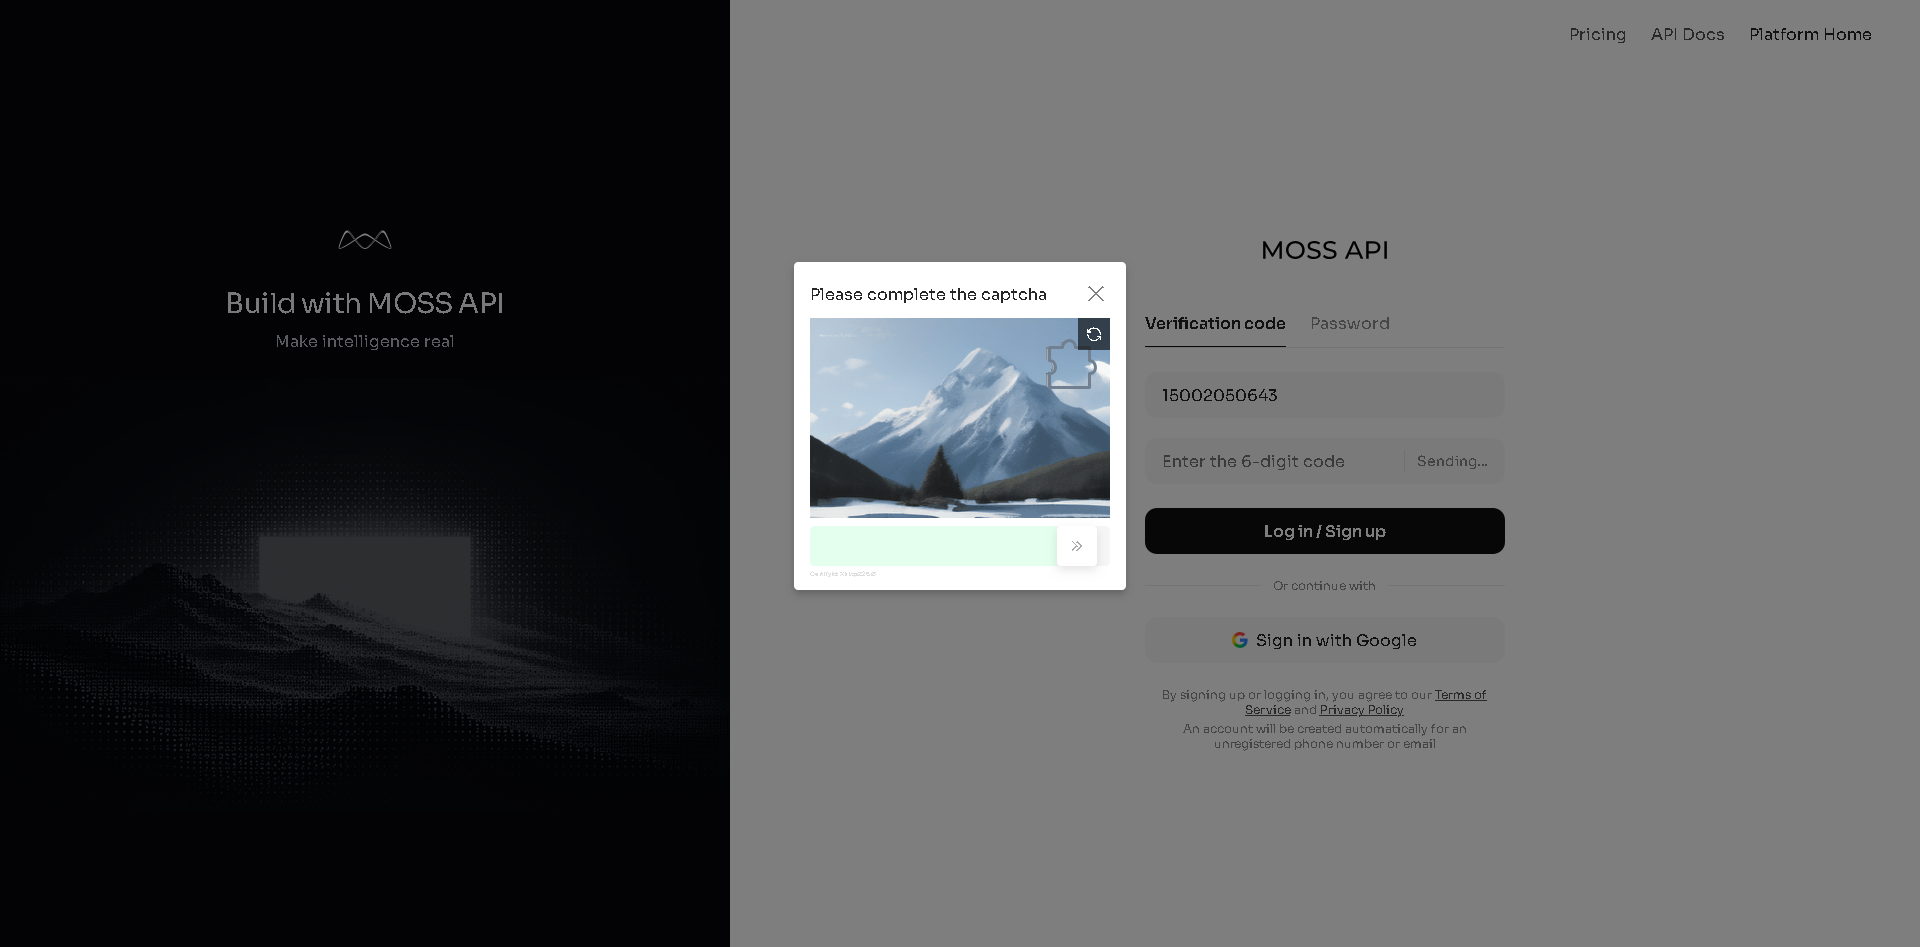 Pricing API Docs Platform Home
Build with MOSS API
Make intelligence real
Please complete the captcha
MOSS API
Verification code Password
15002050643
Enter the 6-digit code Sending...
Log in / Sign up
Or continue with
Sign in with Google
By signing up or logging in, you agree to our Terms of
Service and Privacy Policy
An account will be created automatically for an
unregistered phone number or email